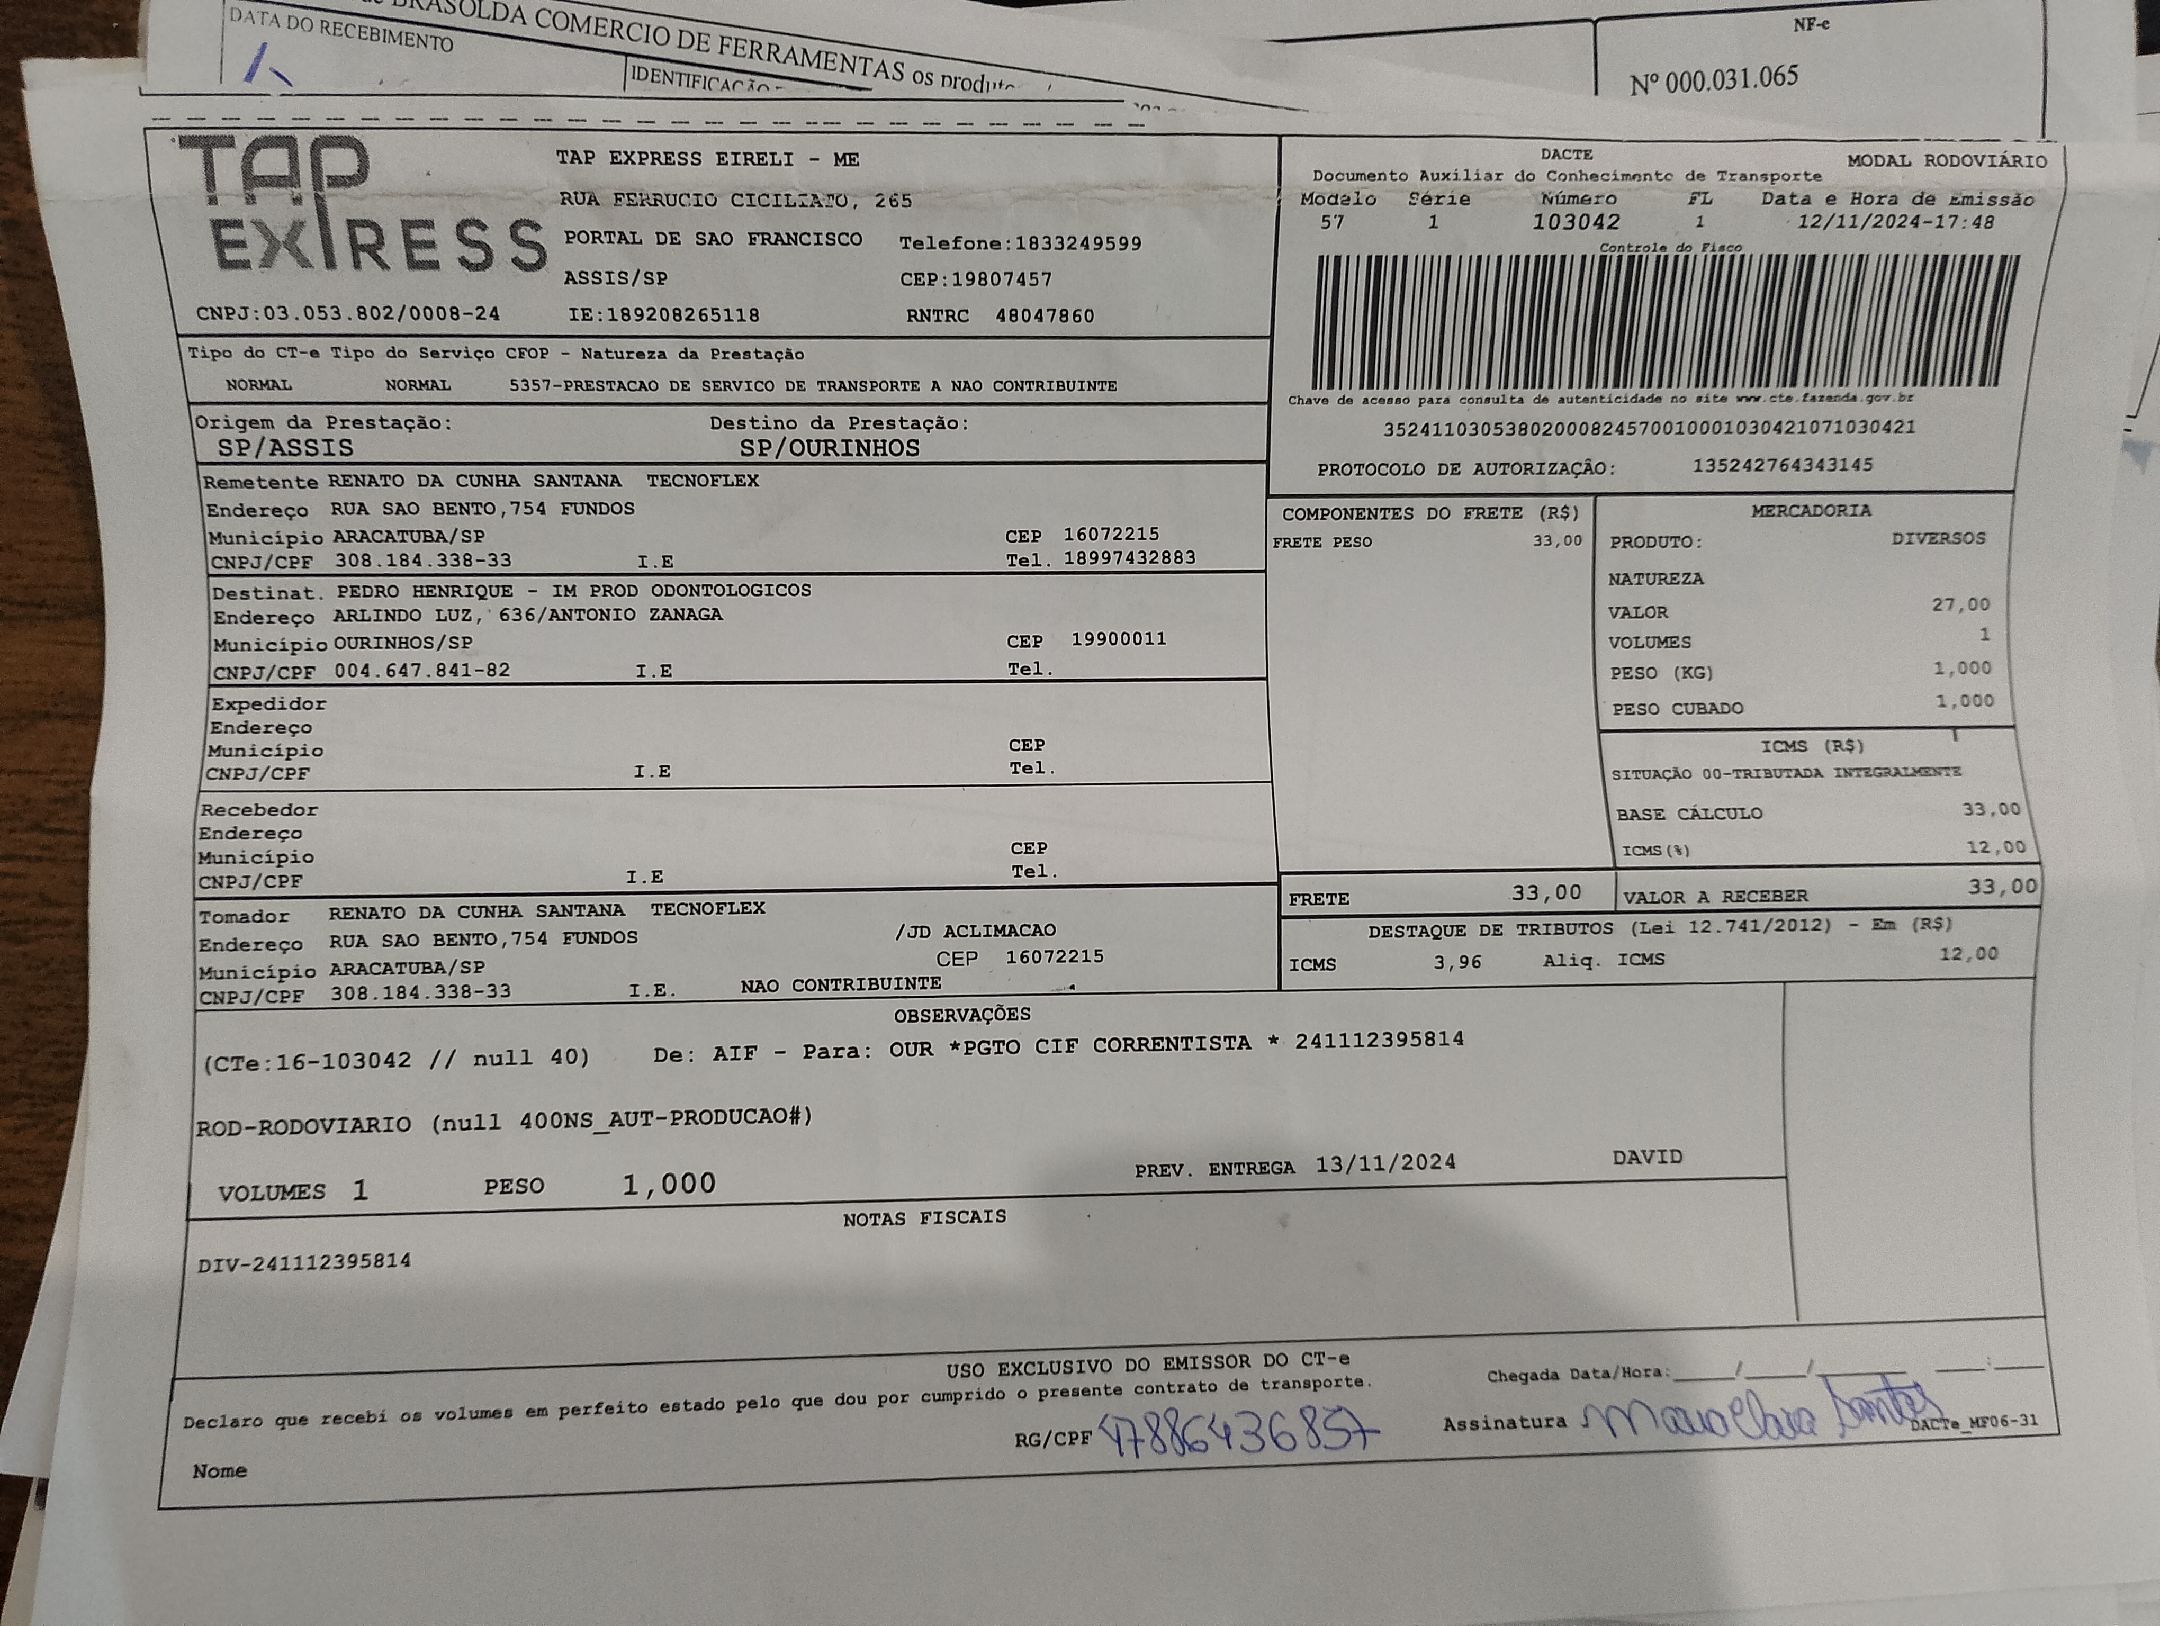 BRASOLDA COMERCIO DE FERRAMENTAS os
DATA DO RECEBIMENTO
NF-e
Nº 000.031.065
TAP EXPRESS
TAP EXPRESS EIRELI - ME
RUA FERRUCIO CICILIATO, 265
PORTAL DE SAO FRANCISCO Telefone:1833249599
ASSIS/SP CEP:19807457
CNPJ:03.053.802/0008-24 IE:189208265118 RNTRC 48047860
DACTE MODAL RODOVIÁRIO
Documento Auxiliar do Conhecimento de Transporte
Modelo Série Número FL Data e Hora de Emissão
57 1 103042 1 12/11/2024-17:48
Controle do Fisco
Chave de acesso para consulta de autenticidade no site www.cte.fazenda.gov.br
35241103053802000824570010001030421071030421
PROTOCOLO DE AUTORIZAÇÃO: 135242764343145
Tipo do CT-e Tipo do Serviço CFOP - Natureza da Prestação
NORMAL NORMAL 5357-PRESTACAO DE SERVICO DE TRANSPORTE A NAO CONTRIBUINTE
Origem da Prestação: Destino da Prestação:
SP/ASSIS SP/OURINHOS
Remetente RENATO DA CUNHA SANTANA TECNOFLEX
Endereço RUA SAO BENTO,754 FUNDOS
Município ARACATUBA/SP CEP 16072215
CNPJ/CPF 308.184.338-33 I.E Tel. 18997432883
Destinat. PEDRO HENRIQUE - IM PROD ODONTOLOGICOS
Endereço ARLINDO LUZ, 636/ANTONIO ZANAGA
Município OURINHOS/SP CEP 19900011
CNPJ/CPF 004.647.841-82 I.E Tel.
Expedidor
Endereço
Município CEP
CNPJ/CPF I.E Tel.
Recebedor
Endereço
Município CEP
CNPJ/CPF I.E Tel.
Tomador RENATO DA CUNHA SANTANA TECNOFLEX
Endereço RUA SAO BENTO,754 FUNDOS /JD ACLIMACAO
Município ARACATUBA/SP CEP 16072215
CNPJ/CPF 308.184.338-33 I.E. NAO CONTRIBUINTE
COMPONENTES DO FRETE (R$)
FRETE PESO 33,00
MERCADORIA
PRODUTO: DIVERSOS
NATUREZA
VALOR 27,00
VOLUMES 1
PESO (KG) 1,000
PESO CUBADO 1,000
ICMS (R$)
SITUAÇÃO 00-TRIBUTADA INTEGRALMENTE
BASE CÁLCULO 33,00
ICMS(%) 12,00
FRETE 33,00 VALOR A RECEBER 33,00
DESTAQUE DE TRIBUTOS (Lei 12.741/2012) - Em (R$)
ICMS 3,96 Aliq. ICMS 12,00
OBSERVAÇÕES
(CTe:16-103042 // null 40) De: AIF - Para: OUR *PGTO CIF CORRENTISTA * 241112395814
ROD-RODOVIARIO (null 400NS_AUT-PRODUCAO#)
VOLUMES 1 PESO 1,000 PREV. ENTREGA 13/11/2024 DAVID
NOTAS FISCAIS
DIV-241112395814
USO EXCLUSIVO DO EMISSOR DO CT-e
Declaro que recebi os volumes em perfeito estado pelo que dou por cumprido o presente contrato de transporte.
Chegada Data/Hora:____/____/______ ___:___
RG/CPF 47886436857 Assinatura Maria Clara Santos
DACTe_MF06-31
Nome